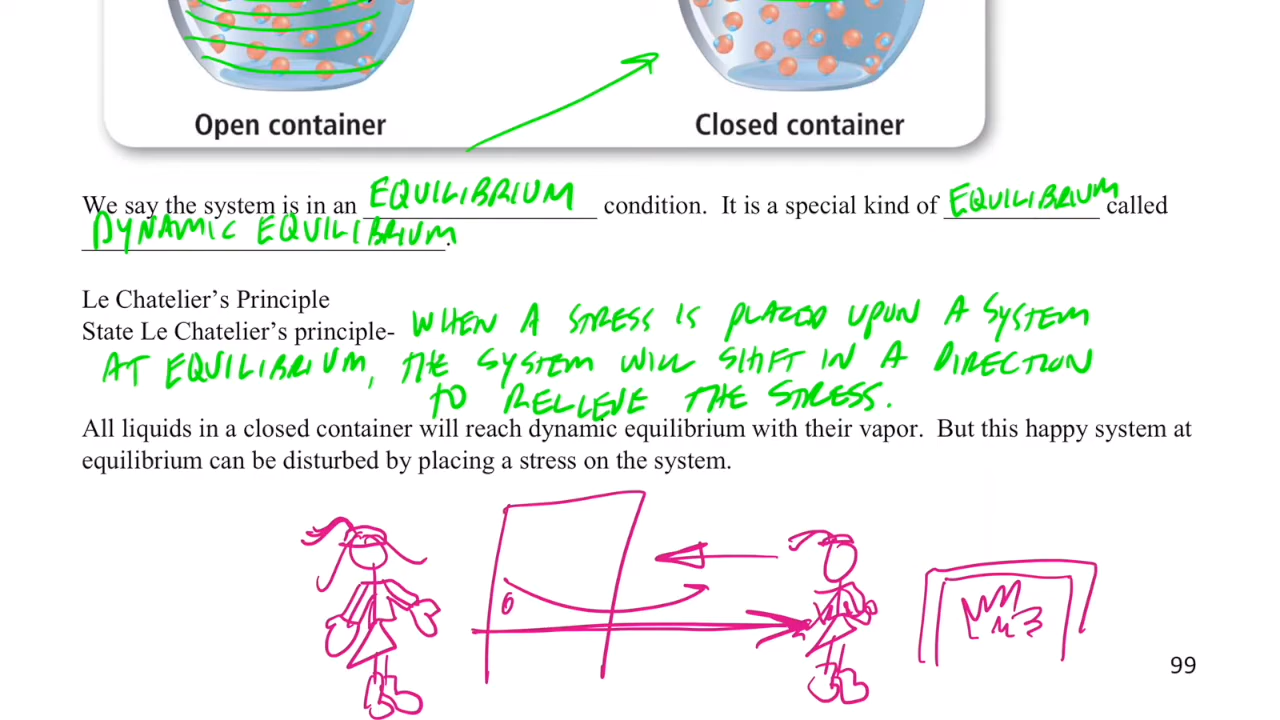 Open container
Closed container
We say the system is in an EQUILIBRIUM condition. It is a special kind of EQUILIBRIUM called
DYNAMIC EQUILIBRIUM.
Le Chatelier's Principle
State Le Chatelier's principle- WHEN A STRESS IS PLACED UPON A SYSTEM
AT EQUILIBRIUM, THE SYSTEM WILL SHIFT IN A DIRECTION
TO RELIEVE THE STRESS.
All liquids in a closed container will reach dynamic equilibrium with their vapor. But this happy system at
equilibrium can be disturbed by placing a stress on the system.
99